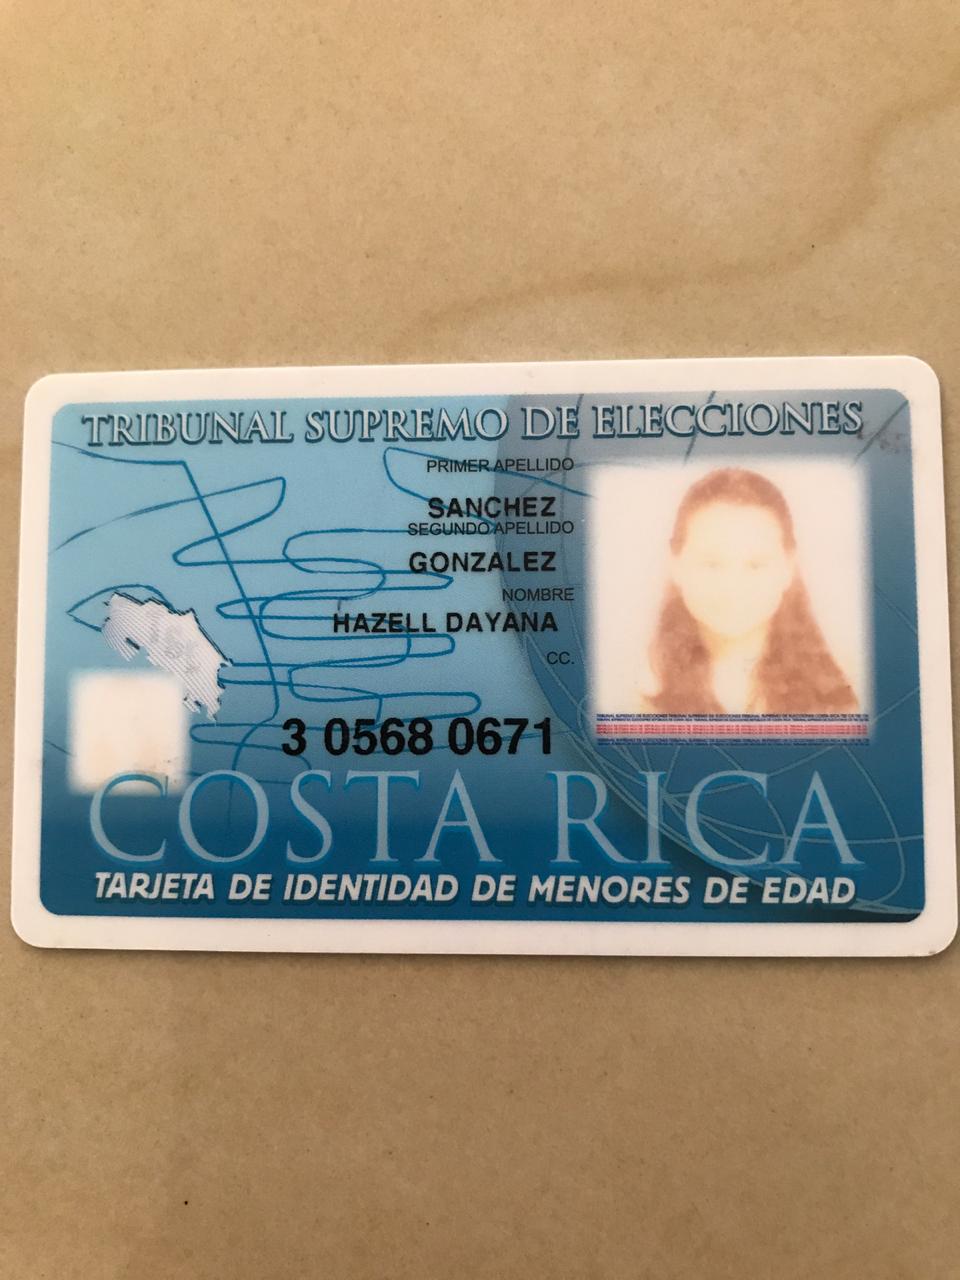 TRIBUNAL SUPREMO DE ELECCIONES
PRIMER APELLIDO
SANCHEZ
SEGUNDO APELLIDO
GONZALEZ
NOMBRE
HAZELL DAYANA
CC.
3 0568 0671
COSTA RICA
TARJETA DE IDENTIDAD DE MENORES DE EDAD